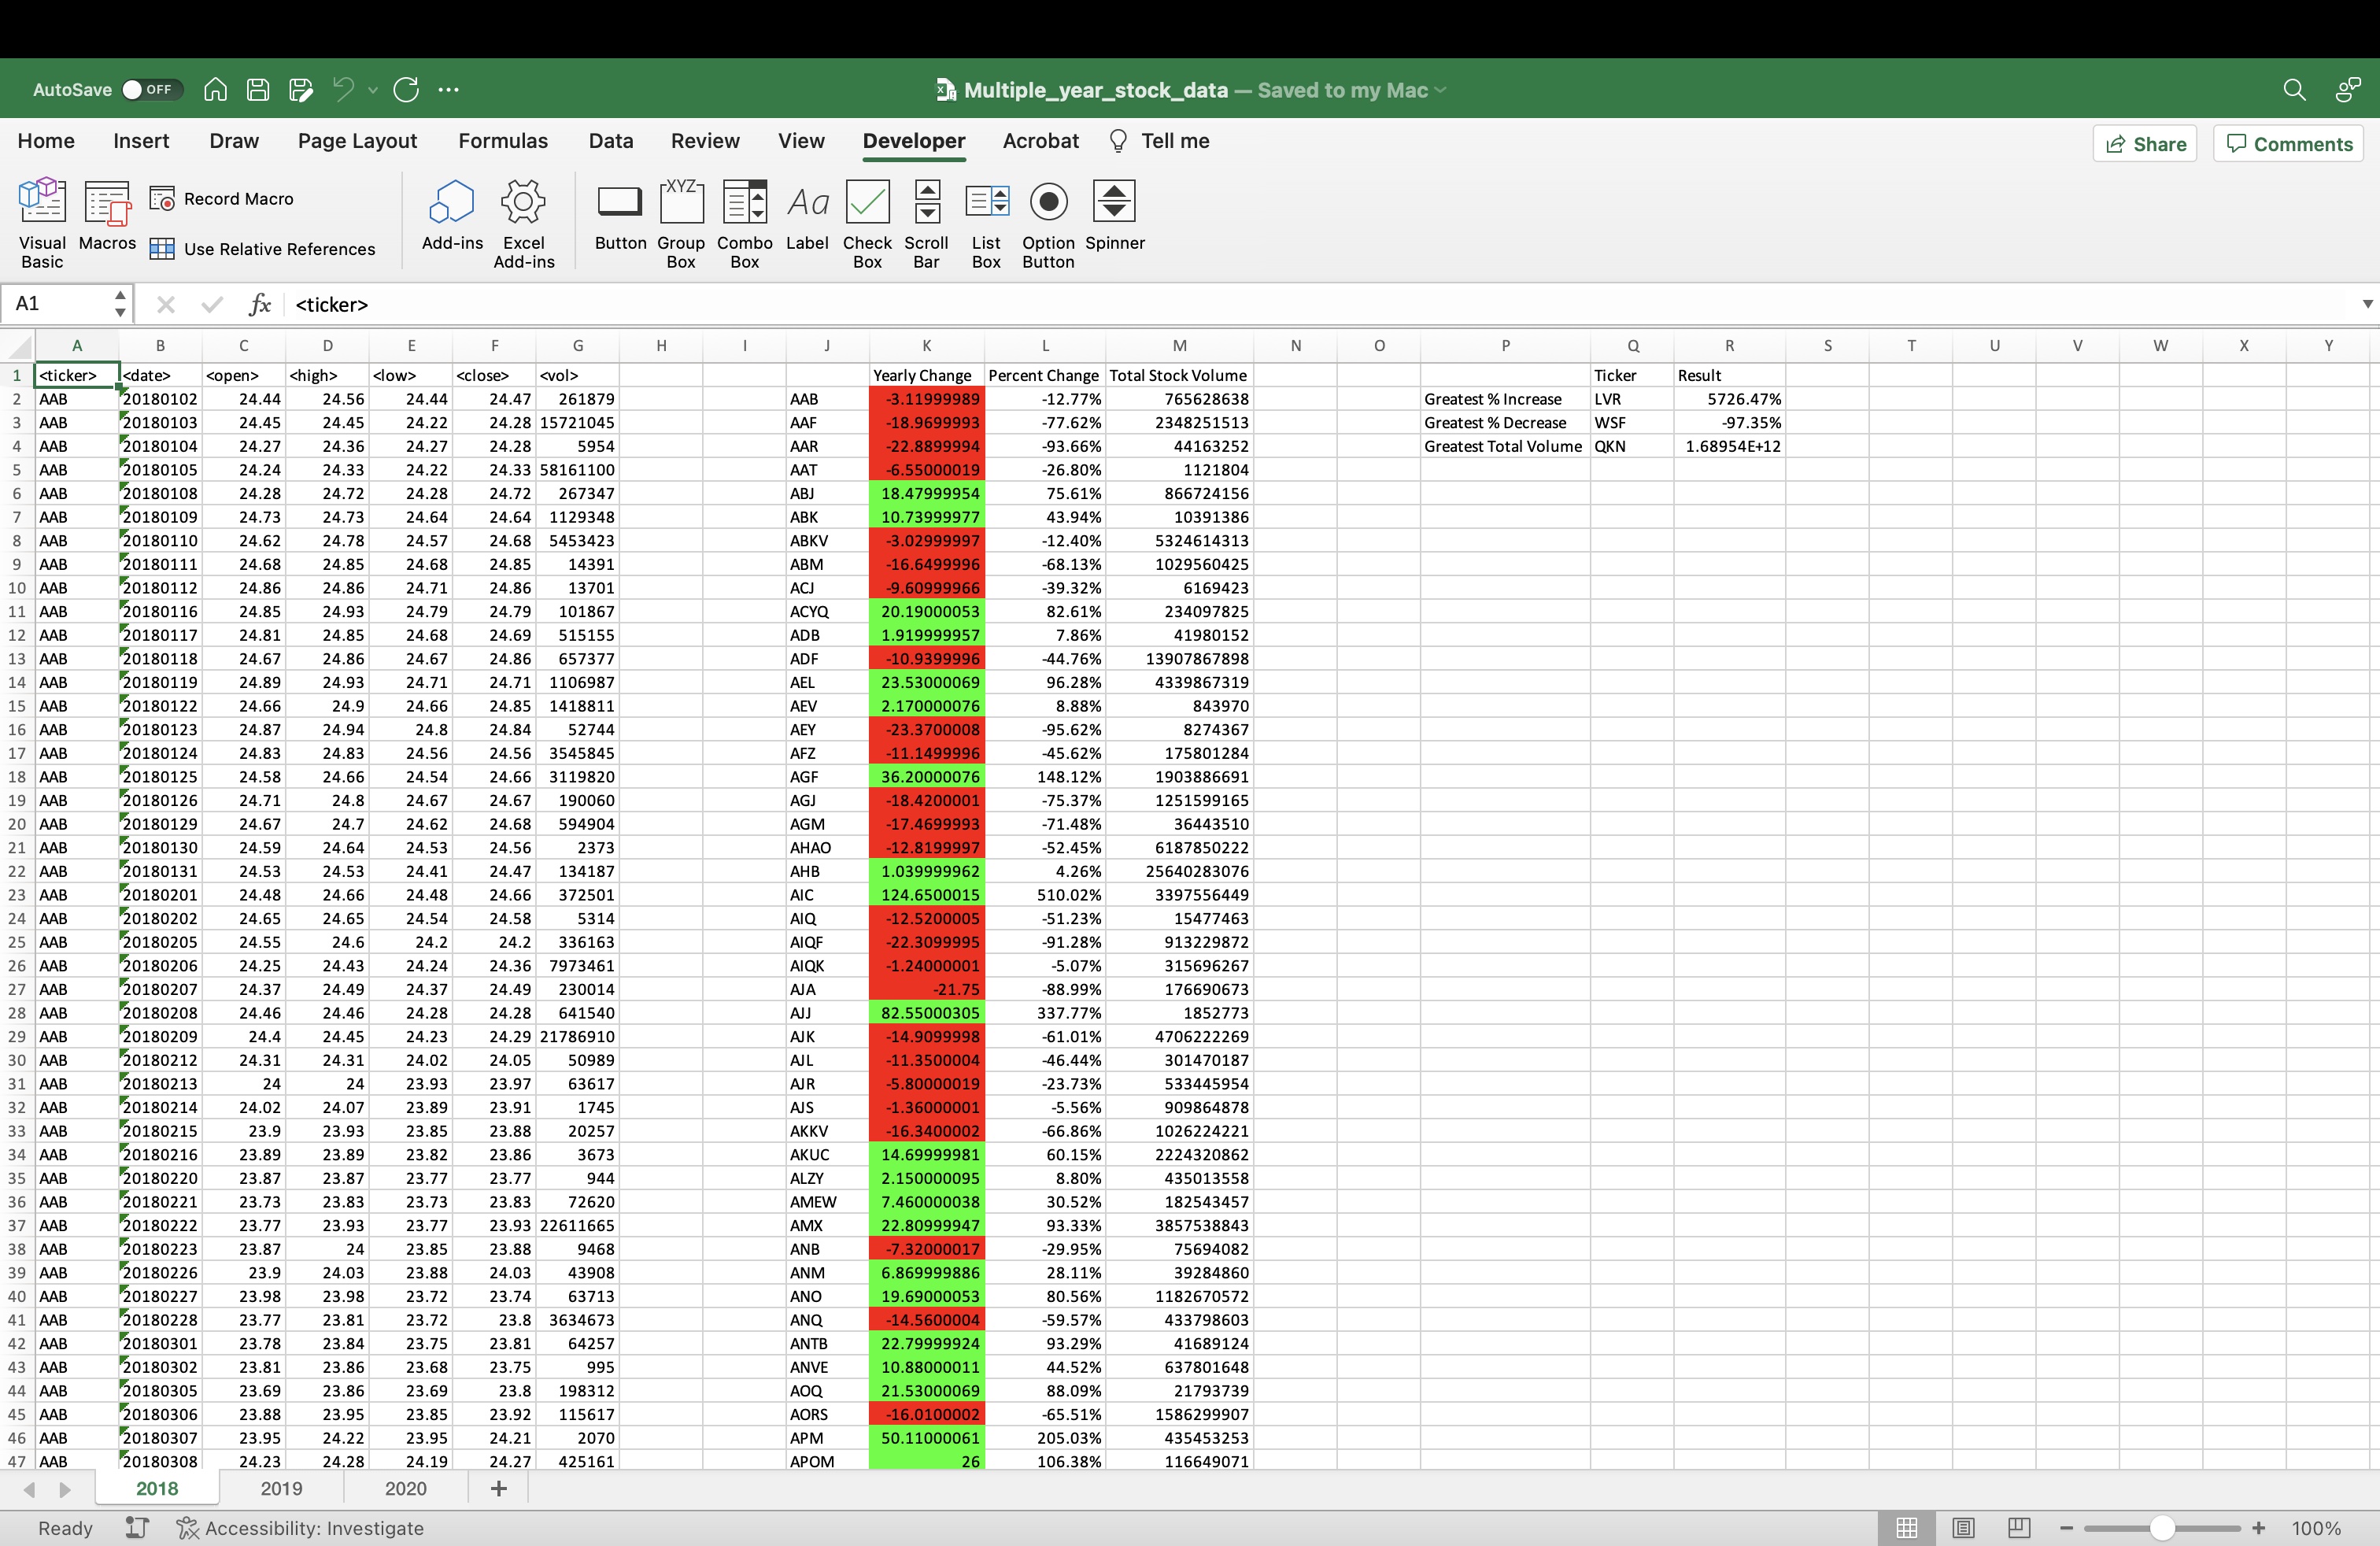 AutoSave OFF Multiple_year_stock_data — Saved to my Mac
Home Insert Draw Page Layout Formulas Data Review View Developer Acrobat Tell me Share Comments
Visual Basic Macros Record Macro Use Relative References Add-ins Excel Add-ins Button Group Box Combo Box Label Check Box Scroll Bar List Box Option Button Spinner
XYZ Aa
A1 fx <ticker>
A B C D E F G H I J K L M N O P Q R S T U V W X Y
1 <ticker> <date> <open> <high> <low> <close> <vol> Yearly Change Percent Change Total Stock Volume Ticker Result
2 AAB 20180102 24.44 24.56 24.44 24.47 261879 AAB -3.11999989 -12.77% 765628638 Greatest % Increase LVR 5726.47%
3 AAB 20180103 24.45 24.45 24.22 24.28 15721045 AAF -18.9699993 -77.62% 2348251513 Greatest % Decrease WSF -97.35%
4 AAB 20180104 24.27 24.36 24.27 24.28 5954 AAR -22.8899994 -93.66% 44163252 Greatest Total Volume QKN 1.68954E+12
5 AAB 20180105 24.24 24.33 24.22 24.33 58161100 AAT -6.55000019 -26.80% 1121804
6 AAB 20180108 24.28 24.72 24.28 24.72 267347 ABJ 18.47999954 75.61% 866724156
7 AAB 20180109 24.73 24.73 24.64 24.64 1129348 ABK 10.73999977 43.94% 10391386
8 AAB 20180110 24.62 24.78 24.57 24.68 5453423 ABKV -3.02999997 -12.40% 5324614313
9 AAB 20180111 24.68 24.85 24.68 24.85 14391 ABM -16.6499996 -68.13% 1029560425
10 AAB 20180112 24.86 24.86 24.71 24.86 13701 ACJ -9.60999966 -39.32% 6169423
11 AAB 20180116 24.85 24.93 24.79 24.79 101867 ACYQ 20.19000053 82.61% 234097825
12 AAB 20180117 24.81 24.85 24.68 24.69 515155 ADB 1.919999957 7.86% 41980152
13 AAB 20180118 24.67 24.86 24.67 24.86 657377 ADF -10.9399996 -44.76% 13907867898
14 AAB 20180119 24.89 24.93 24.71 24.71 1106987 AEL 23.53000069 96.28% 4339867319
15 AAB 20180122 24.66 24.9 24.66 24.85 1418811 AEV 2.170000076 8.88% 843970
16 AAB 20180123 24.87 24.94 24.8 24.84 52744 AEY -23.3700008 -95.62% 8274367
17 AAB 20180124 24.83 24.83 24.56 24.56 3545845 AFZ -11.1499996 -45.62% 175801284
18 AAB 20180125 24.58 24.66 24.54 24.66 3119820 AGF 36.20000076 148.12% 1903886691
19 AAB 20180126 24.71 24.8 24.67 24.67 190060 AGJ -18.4200001 -75.37% 1251599165
20 AAB 20180129 24.67 24.7 24.62 24.68 594904 AGM -17.4699993 -71.48% 36443510
21 AAB 20180130 24.59 24.64 24.53 24.56 2373 AHAO -12.8199997 -52.45% 6187850222
22 AAB 20180131 24.53 24.53 24.41 24.47 134187 AHB 1.039999962 4.26% 25640283076
23 AAB 20180201 24.48 24.66 24.48 24.66 372501 AIC 124.6500015 510.02% 3397556449
24 AAB 20180202 24.65 24.65 24.54 24.58 5314 AIQ -12.5200005 -51.23% 15477463
25 AAB 20180205 24.55 24.6 24.2 24.2 336163 AIQF -22.3099995 -91.28% 913229872
26 AAB 20180206 24.25 24.43 24.24 24.36 7973461 AIQK -1.24000001 -5.07% 315696267
27 AAB 20180207 24.37 24.49 24.37 24.49 230014 AJA -21.75 -88.99% 176690673
28 AAB 20180208 24.46 24.46 24.28 24.28 641540 AJJ 82.55000305 337.77% 1852773
29 AAB 20180209 24.4 24.45 24.23 24.29 21786910 AJK -14.9099998 -61.01% 4706222269
30 AAB 20180212 24.31 24.31 24.02 24.05 50989 AJL -11.3500004 -46.44% 301470187
31 AAB 20180213 24 24 23.93 23.97 63617 AJR -5.80000019 -23.73% 533445954
32 AAB 20180214 24.02 24.07 23.89 23.91 1745 AJS -1.36000001 -5.56% 909864878
33 AAB 20180215 23.9 23.93 23.85 23.88 20257 AKKV -16.3400002 -66.86% 1026224221
34 AAB 20180216 23.89 23.89 23.82 23.86 3673 AKUC 14.69999981 60.15% 2224320862
35 AAB 20180220 23.87 23.87 23.77 23.77 944 ALZY 2.150000095 8.80% 435013558
36 AAB 20180221 23.73 23.83 23.73 23.83 72620 AMEW 7.460000038 30.52% 182543457
37 AAB 20180222 23.77 23.93 23.77 23.93 22611665 AMX 22.80999947 93.33% 3857538843
38 AAB 20180223 23.87 24 23.85 23.88 9468 ANB -7.32000017 -29.95% 75694082
39 AAB 20180226 23.9 24.03 23.88 24.03 43908 ANM 6.869999886 28.11% 39284860
40 AAB 20180227 23.98 23.98 23.72 23.74 63713 ANO 19.69000053 80.56% 1182670572
41 AAB 20180228 23.77 23.81 23.72 23.8 3634673 ANQ -14.5600004 -59.57% 433798603
42 AAB 20180301 23.78 23.84 23.75 23.81 64257 ANTB 22.79999924 93.29% 41689124
43 AAB 20180302 23.81 23.86 23.68 23.75 995 ANVE 10.88000011 44.52% 637801648
44 AAB 20180305 23.69 23.86 23.69 23.8 198312 AOQ 21.53000069 88.09% 21793739
45 AAB 20180306 23.88 23.95 23.85 23.92 115617 AORS -16.0100002 -65.51% 1586299907
46 AAB 20180307 23.95 24.22 23.95 24.21 2070 APM 50.11000061 205.03% 435453253
47 AAB 20180308 24.23 24.28 24.19 24.27 425161 APOM 26 106.38% 116649071
2018 2019 2020 +
Ready Accessibility: Investigate 100%